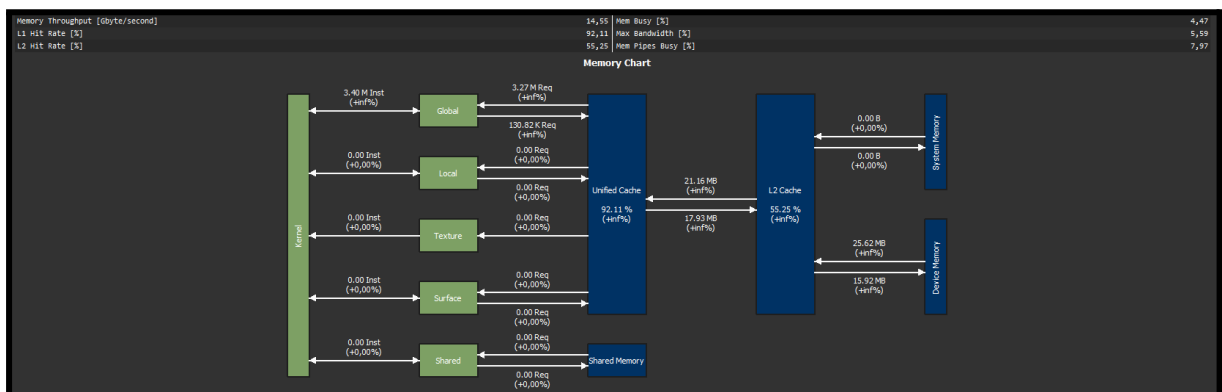 Memory Throughput [Gbyte/second] 14,55 Mem Busy [%] 4,47
L1 Hit Rate [%] 92,11 Max Bandwidth [%] 5,59
L2 Hit Rate [%] 55,25 Mem Pipes Busy [%] 7,97
Memory Chart
Kernel
3.40 M Inst
(+inf%)
Global
3.27 M Req
(+inf%)
130.82 K Req
(+inf%)
0.00 Inst
(+0,00%)
Local
0.00 Req
(+0,00%)
0.00 Req
(+0,00%)
0.00 Inst
(+0,00%)
Texture
0.00 Req
(+0,00%)
0.00 Inst
(+0,00%)
Surface
0.00 Req
(+0,00%)
0.00 Req
(+0,00%)
0.00 Inst
(+0,00%)
Shared
0.00 Req
(+0,00%)
0.00 Req
(+0,00%)
Unified Cache
92.11 %
(+inf%)
Shared Memory
21.16 MB
(+inf%)
17.93 MB
(+inf%)
L2 Cache
55.25 %
(+inf%)
0.00 B
(+0,00%)
0.00 B
(+0,00%)
System Memory
25.62 MB
(+inf%)
15.92 MB
(+inf%)
Device Memory